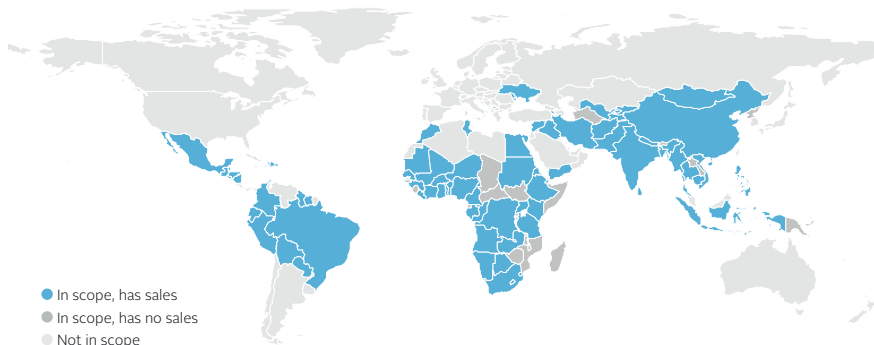 In scope, has sales
In scope, has no sales
Not in scope